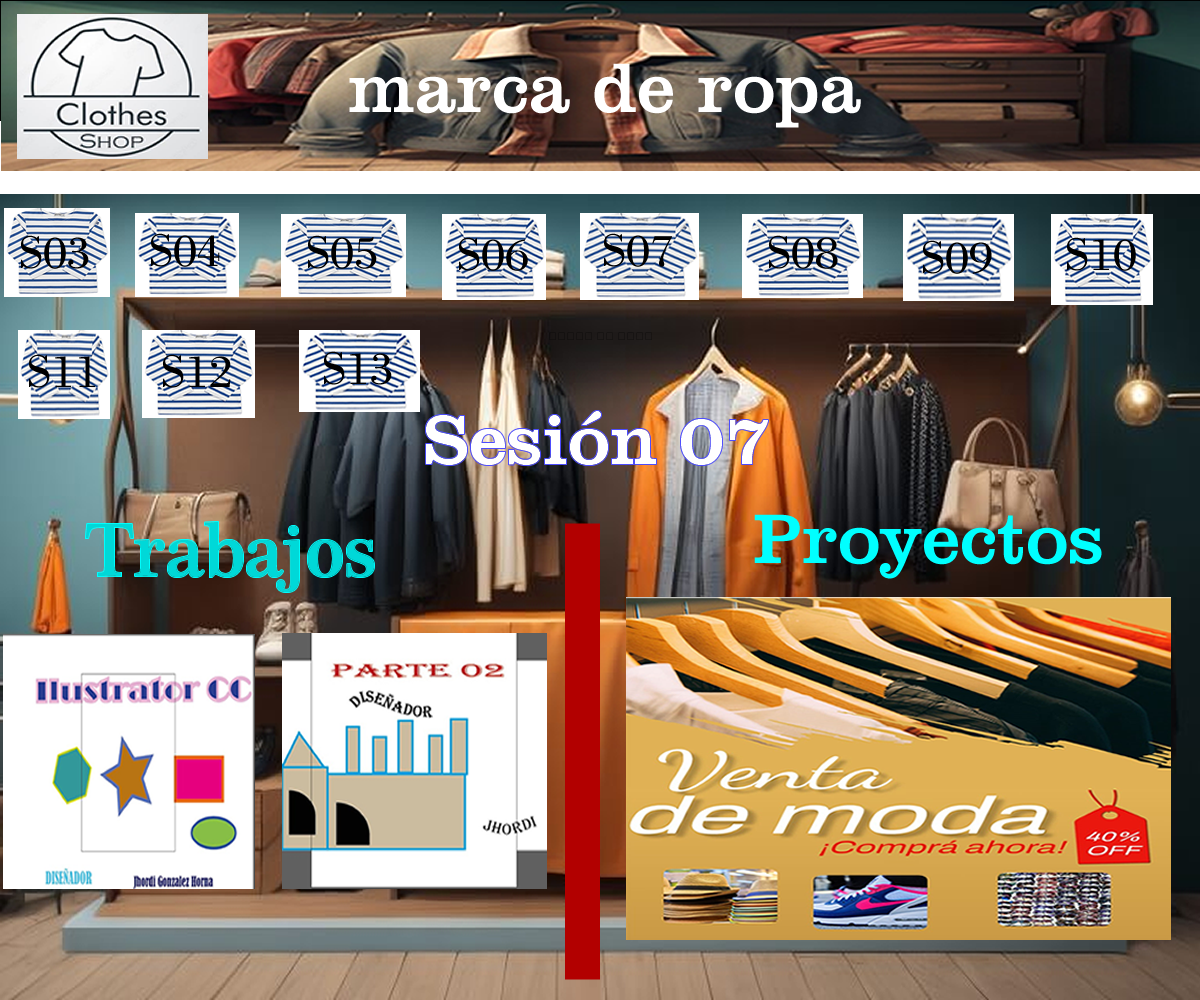 Clothes
SHOP
marca de ropa
S03 S04 S05 S06 S07 S08 S09 S10
S11 S12 S13
Sesión 07
Trabajos
Proyectos
Ilustrator CC
DISEÑADOR
Jhordi Gonzalez Horna
PARTE 02
DISEÑADOR
JHORDI
Venta
de moda
¡Comprá ahora!
40%
OFF